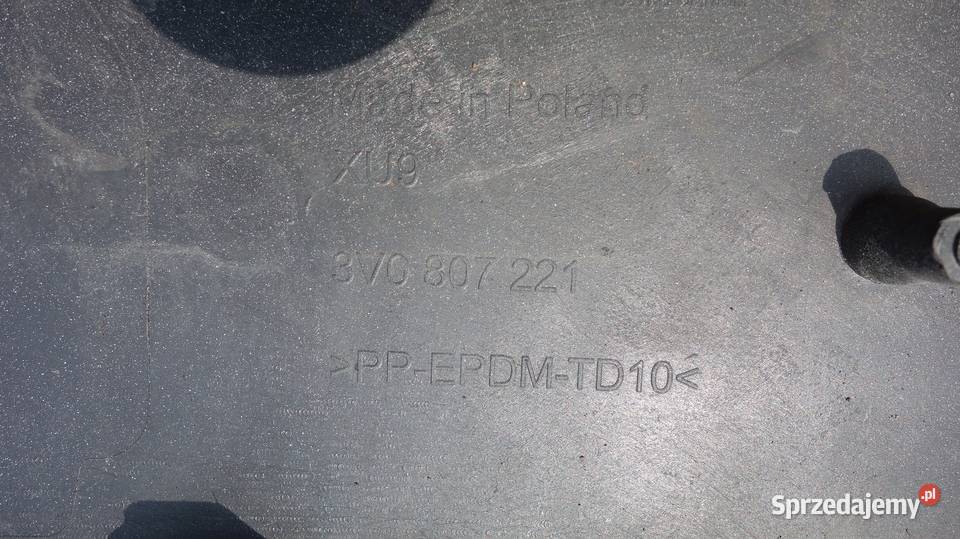 Made in Poland
XU9
3V0 807 221
>PP-EPDM-TD10<
Sprzedajemy.pl